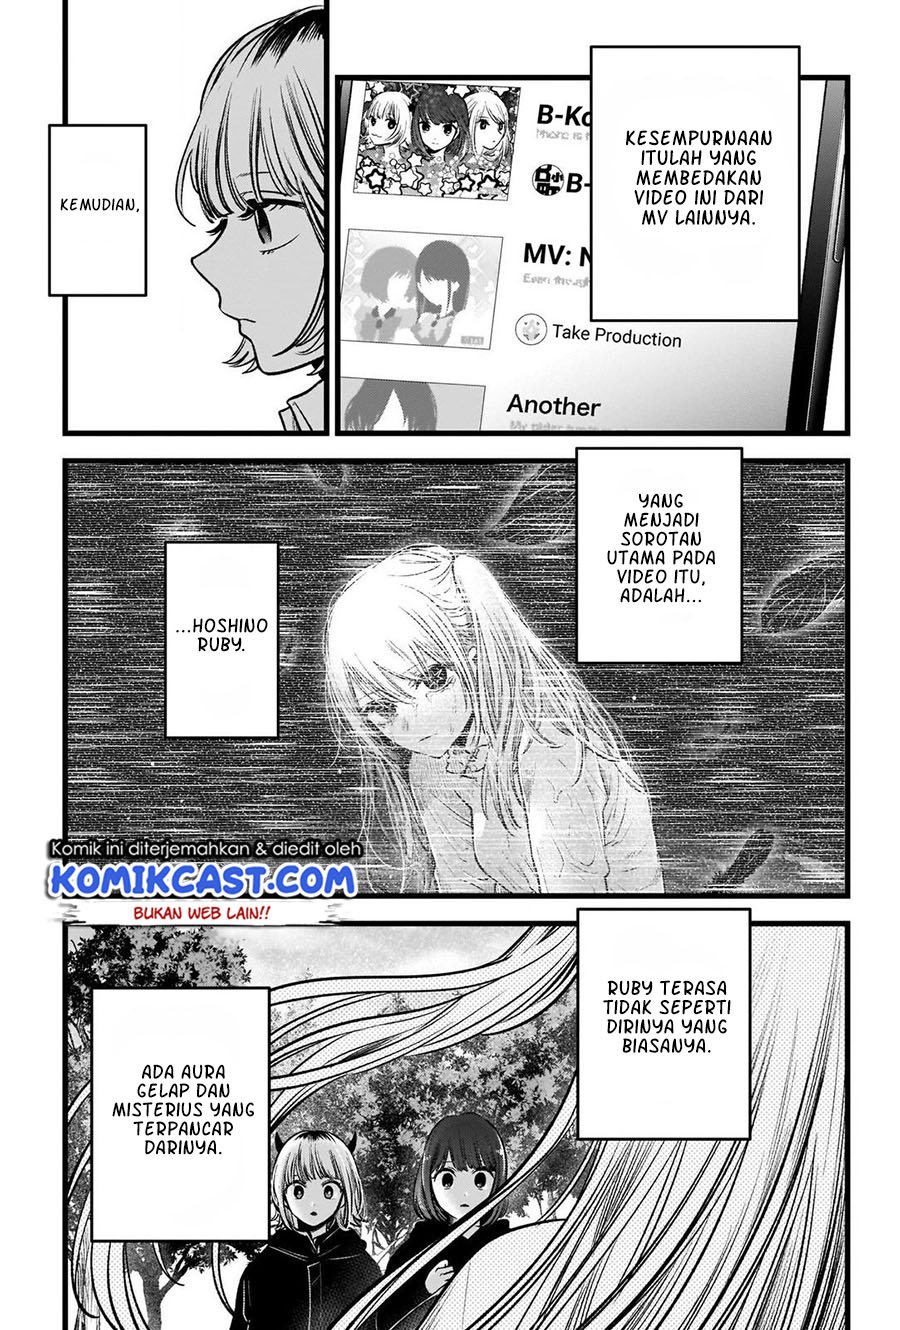 KESEMPURNAAN
ITULAH YANG
MEMBEDAKAN
VIDEO INI DARI
MV LAINNYA.
B-Ko
B-
MV: N
Take Production
Another
KEMUDIAN,
YANG
MENJADI
SOROTAN
UTAMA PADA
VIDEO ITU,
ADALAH...
...HOSHINO
RUBY.
Komik ini diterjemahkan & diedit oleh
KOMIKCAST.COM
BUKAN WEB LAIN!!
RUBY TERASA
TIDAK SEPERTI
DIRINYA YANG
BIASANYA.
ADA AURA
GELAP DAN
MISTERIUS YANG
TERPANCAR
DARINYA.